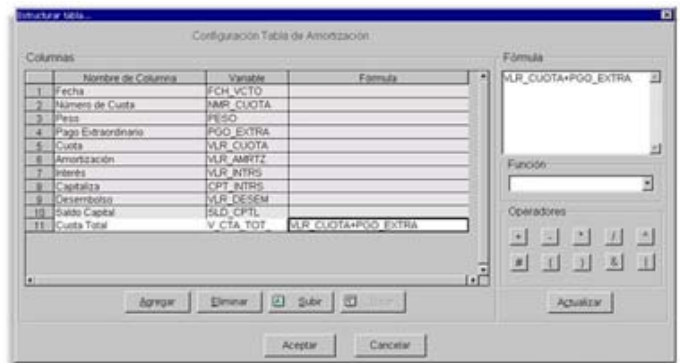 Estructurar tabla...
Configuración Tabla de Amortización
Columnas
Nombre de Columna Variable Fórmula
1 Fecha FCH_VCTO
2 Número de Cuota NMR_CUOTA
3 Peso PESO
4 Pago Extraordinario PGO_EXTRA
5 Cuota VLR_CUOTA
6 Amortización VLR_AMRTZ
7 Interés VLR_INTRS
8 Capitaliza CPT_INTRS
9 Desembolso VLR_DESEM
10 Saldo Capital SLD_CPTL
11 Cuota Total V_CTA_TOT_ VLR_CUOTA+PGO_EXTRA
Agregar Eliminar Subir
Fórmula
VLR_CUOTA+PGO_EXTRA
Función
Operadores
+ - * / ^
# ( ) & |
Actualizar
Aceptar Cancelar